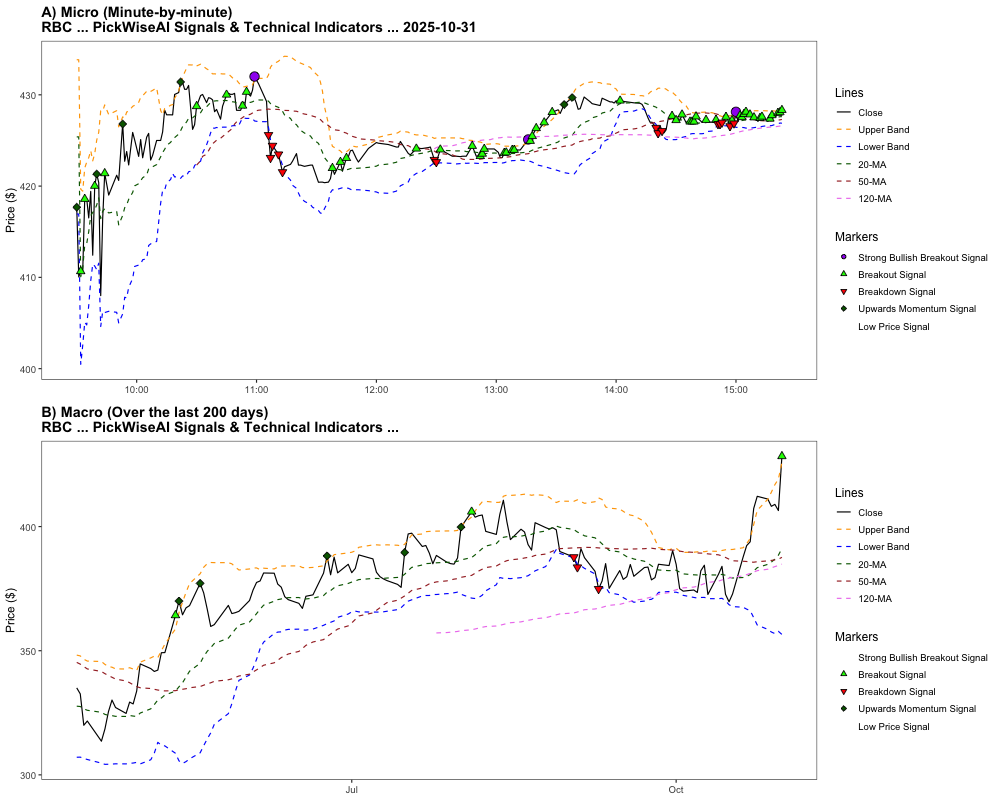 A) Micro (Minute-by-minute)
RBC ... PickWiseAI Signals & Technical Indicators ... 2025-10-31
Price ($)
430
420
410
400
10:00
11:00
12:00
13:00
14:00
15:00
Lines
Close
Upper Band
Lower Band
20-MA
50-MA
120-MA
Markers
Strong Bullish Breakout Signal
Breakout Signal
Breakdown Signal
Upwards Momentum Signal
Low Price Signal
B) Macro (Over the last 200 days)
RBC ... PickWiseAI Signals & Technical Indicators ...
Price ($)
400
350
300
Jul
Oct
Lines
Close
Upper Band
Lower Band
20-MA
50-MA
120-MA
Markers
Strong Bullish Breakout Signal
Breakout Signal
Breakdown Signal
Upwards Momentum Signal
Low Price Signal